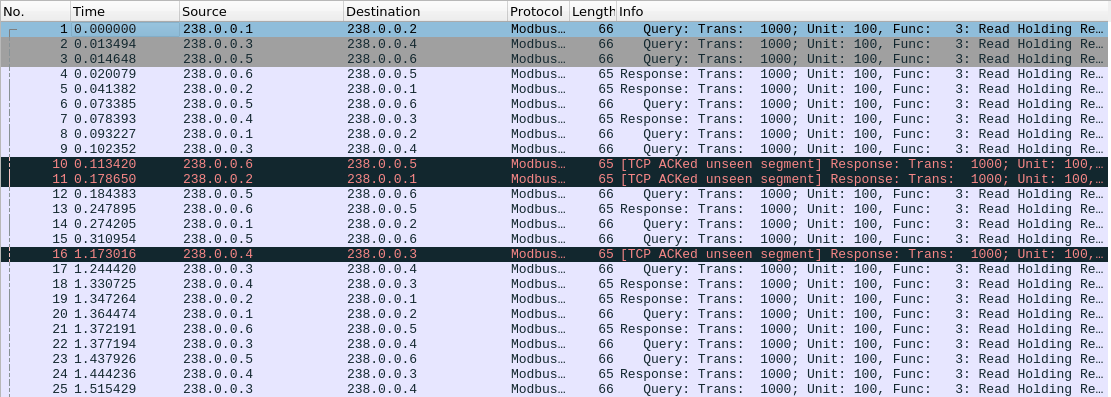 No. Time Source Destination Protocol Length Info
1 0.000000 238.0.0.1 238.0.0.2 Modbus… 66 Query: Trans: 1000; Unit: 100, Func: 3: Read Holding Re…
2 0.013494 238.0.0.3 238.0.0.4 Modbus… 66 Query: Trans: 1000; Unit: 100, Func: 3: Read Holding Re…
3 0.014648 238.0.0.5 238.0.0.6 Modbus… 66 Query: Trans: 1000; Unit: 100, Func: 3: Read Holding Re…
4 0.020079 238.0.0.6 238.0.0.5 Modbus… 65 Response: Trans: 1000; Unit: 100, Func: 3: Read Holding Re…
5 0.041382 238.0.0.2 238.0.0.1 Modbus… 65 Response: Trans: 1000; Unit: 100, Func: 3: Read Holding Re…
6 0.073385 238.0.0.5 238.0.0.6 Modbus… 66 Query: Trans: 1000; Unit: 100, Func: 3: Read Holding Re…
7 0.078393 238.0.0.4 238.0.0.3 Modbus… 65 Response: Trans: 1000; Unit: 100, Func: 3: Read Holding Re…
8 0.093227 238.0.0.1 238.0.0.2 Modbus… 66 Query: Trans: 1000; Unit: 100, Func: 3: Read Holding Re…
9 0.102352 238.0.0.3 238.0.0.4 Modbus… 66 Query: Trans: 1000; Unit: 100, Func: 3: Read Holding Re…
10 0.113420 238.0.0.6 238.0.0.5 Modbus… 65 [TCP ACKed unseen segment] Response: Trans: 1000; Unit: 100,…
11 0.178650 238.0.0.2 238.0.0.1 Modbus… 65 [TCP ACKed unseen segment] Response: Trans: 1000; Unit: 100,…
12 0.184383 238.0.0.5 238.0.0.6 Modbus… 66 Query: Trans: 1000; Unit: 100, Func: 3: Read Holding Re…
13 0.247895 238.0.0.6 238.0.0.5 Modbus… 65 Response: Trans: 1000; Unit: 100, Func: 3: Read Holding Re…
14 0.274205 238.0.0.1 238.0.0.2 Modbus… 66 Query: Trans: 1000; Unit: 100, Func: 3: Read Holding Re…
15 0.310954 238.0.0.5 238.0.0.6 Modbus… 66 Query: Trans: 1000; Unit: 100, Func: 3: Read Holding Re…
16 1.173016 238.0.0.4 238.0.0.3 Modbus… 65 [TCP ACKed unseen segment] Response: Trans: 1000; Unit: 100,…
17 1.244420 238.0.0.3 238.0.0.4 Modbus… 66 Query: Trans: 1000; Unit: 100, Func: 3: Read Holding Re…
18 1.330725 238.0.0.4 238.0.0.3 Modbus… 65 Response: Trans: 1000; Unit: 100, Func: 3: Read Holding Re…
19 1.347264 238.0.0.2 238.0.0.1 Modbus… 65 Response: Trans: 1000; Unit: 100, Func: 3: Read Holding Re…
20 1.364474 238.0.0.1 238.0.0.2 Modbus… 66 Query: Trans: 1000; Unit: 100, Func: 3: Read Holding Re…
21 1.372191 238.0.0.6 238.0.0.5 Modbus… 65 Response: Trans: 1000; Unit: 100, Func: 3: Read Holding Re…
22 1.377194 238.0.0.3 238.0.0.4 Modbus… 66 Query: Trans: 1000; Unit: 100, Func: 3: Read Holding Re…
23 1.437926 238.0.0.5 238.0.0.6 Modbus… 66 Query: Trans: 1000; Unit: 100, Func: 3: Read Holding Re…
24 1.444236 238.0.0.4 238.0.0.3 Modbus… 65 Response: Trans: 1000; Unit: 100, Func: 3: Read Holding Re…
25 1.515429 238.0.0.3 238.0.0.4 Modbus… 66 Query: Trans: 1000; Unit: 100, Func: 3: Read Holding Re…